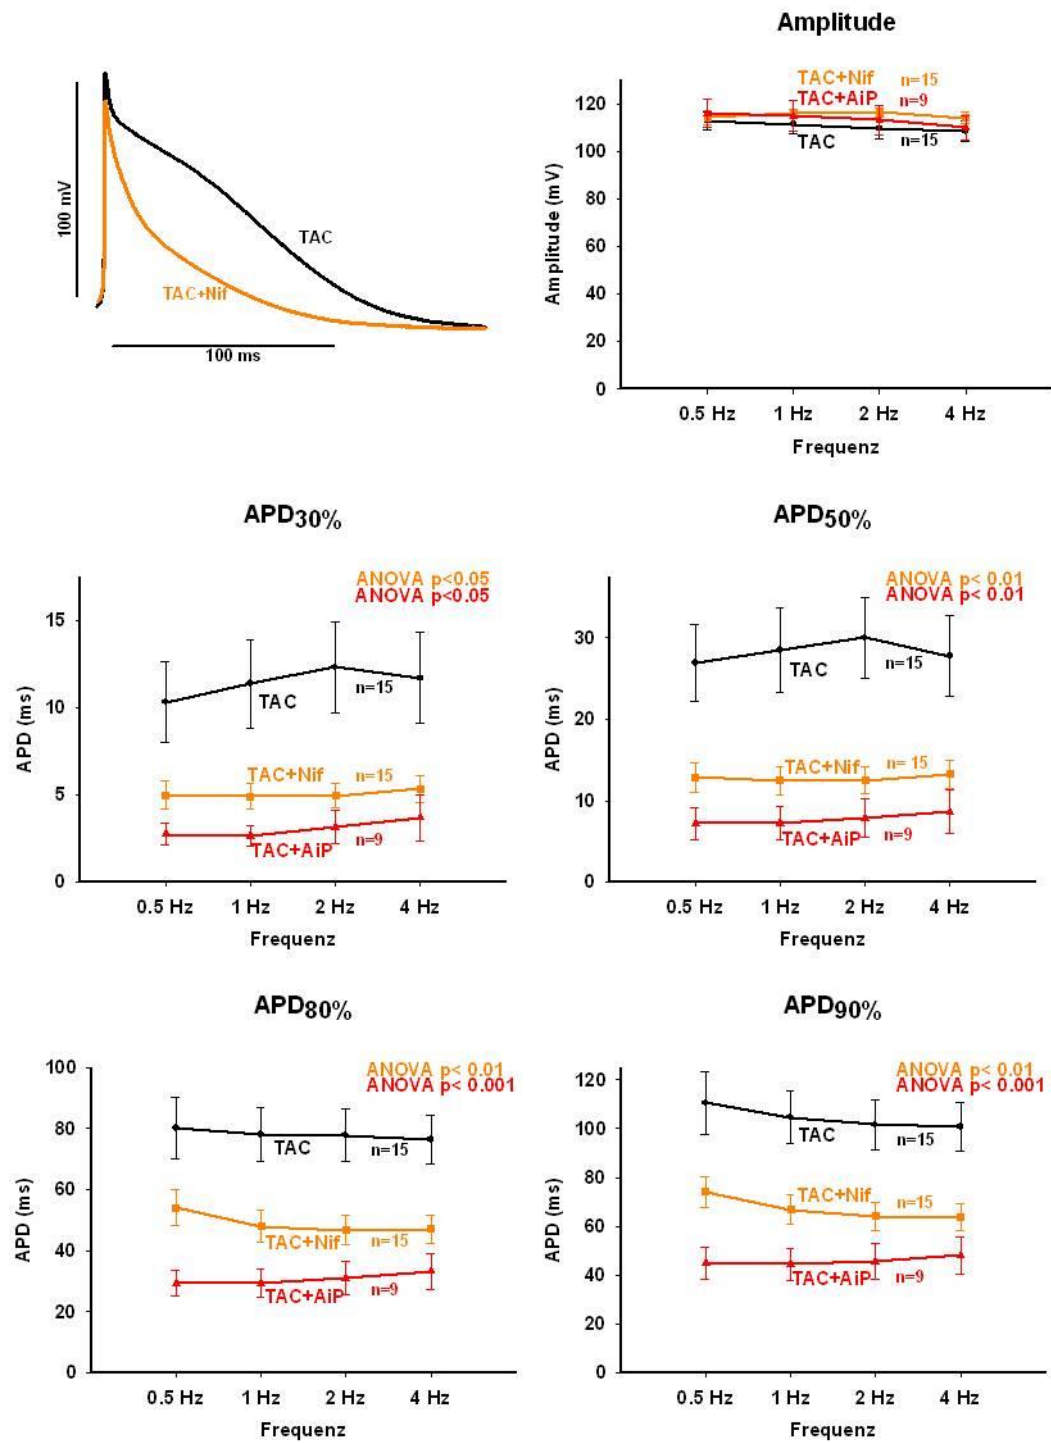 100 mV
TAC
TAC+Nif
100 ms
Amplitude
Amplitude (mV)
120
100
80
60
40
20
0
TAC+Nif n=15
TAC+AiP n=9
TAC n=15
0.5 Hz 1 Hz 2 Hz 4 Hz
Frequenz
APD30%
ANOVA p<0.05
ANOVA p<0.05
APD (ms)
15
10
5
0
TAC n=15
TAC+Nif n=15
TAC+AiP n=9
0.5 Hz 1 Hz 2 Hz 4 Hz
Frequenz
APD50%
ANOVA p< 0.01
ANOVA p< 0.01
APD (ms)
30
20
10
0
TAC n=15
TAC+Nif n= 15
TAC+AiP n=9
0.5 Hz 1 Hz 2 Hz 4 Hz
Frequenz
APD80%
ANOVA p< 0.01
ANOVA p< 0.001
APD (ms)
100
80
60
40
20
0
TAC n=15
TAC+Nif n=15
TAC+AiP n=9
0.5 Hz 1 Hz 2 Hz 4 Hz
Frequenz
APD90%
ANOVA p< 0.01
ANOVA p< 0.001
APD (ms)
120
100
80
60
40
20
0
TAC n=15
TAC+Nif n=15
TAC+AiP n=9
0.5 Hz 1 Hz 2 Hz 4 Hz
Frequenz